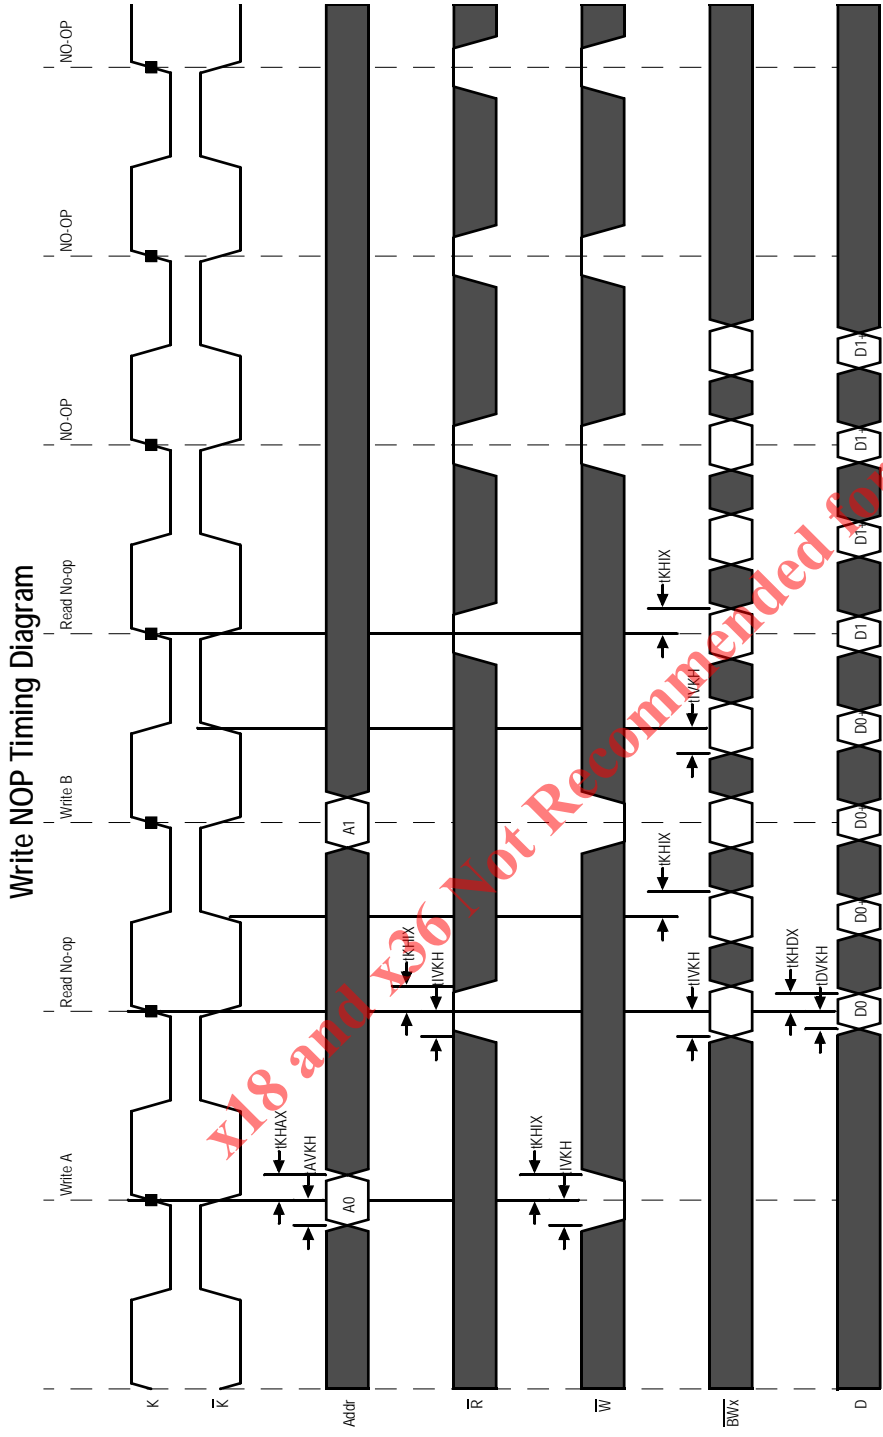 Write NOP Timing Diagram
Write A
Read No-op
Write B
Read No-op
NO-OP
NO-OP
NO-OP
K
K
Addr
A0
A1
tKHAX
tAVKH
R
tKHIX
tIVKH
W
tKHIX
tIVKH
BWx
tKHIX
tKHIX
tIVKH
tIVKH
D
tKHDX
tDVKH
D0
D0+
D0+
D0+
D1
D1+
D1+
D1+
x18 and x36 Not Recommended for